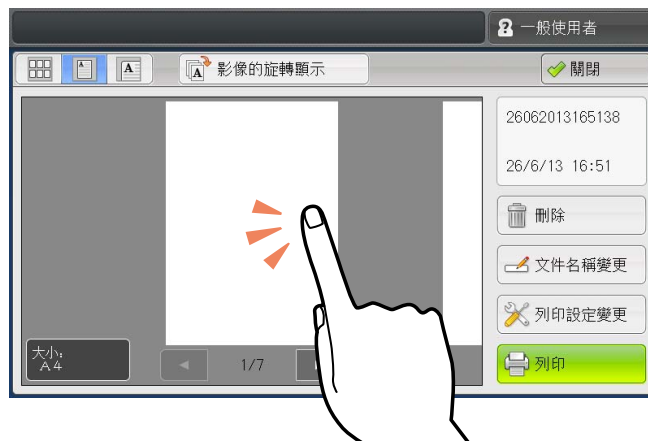 一般使用者
影像的旋轉顯示
關閉
26062013165138
26/6/13 16:51
刪除
文件名稱變更
列印設定變更
列印
大小:
A4
1/7